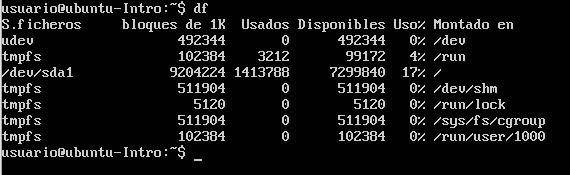 usuario@ubuntu-Intro:~$ df
S.ficheros bloques de 1K Usados Disponibles Uso% Montado en
udev 492344 0 492344 0% /dev
tmpfs 102384 3212 99172 4% /run
/dev/sda1 9204224 1413788 7299840 17% /
tmpfs 511904 0 511904 0% /dev/shm
tmpfs 5120 0 5120 0% /run/lock
tmpfs 511904 0 511904 0% /sys/fs/cgroup
tmpfs 102384 0 102384 0% /run/user/1000
usuario@ubuntu-Intro:~$ _